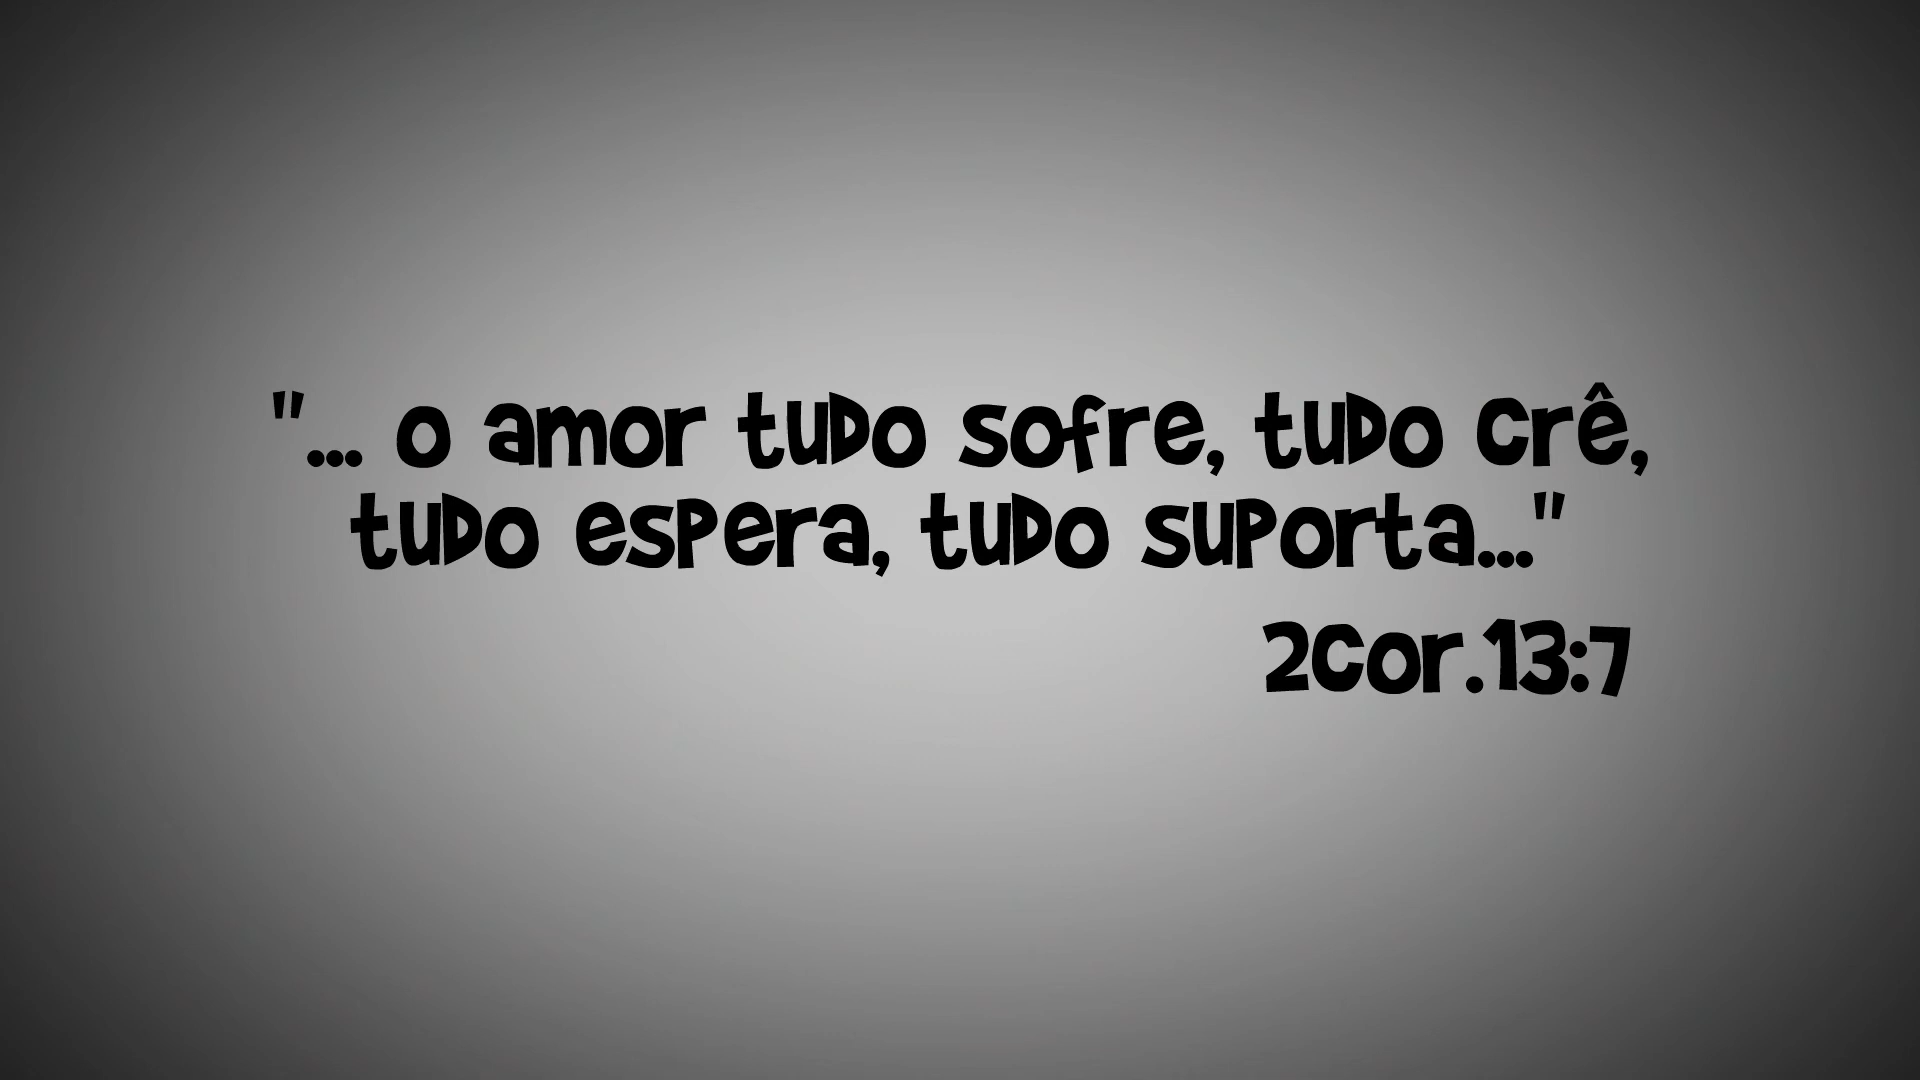 "... o amor tudo sofre, tudo crê,
tudo espera, tudo suporta..."
2Cor.13:7